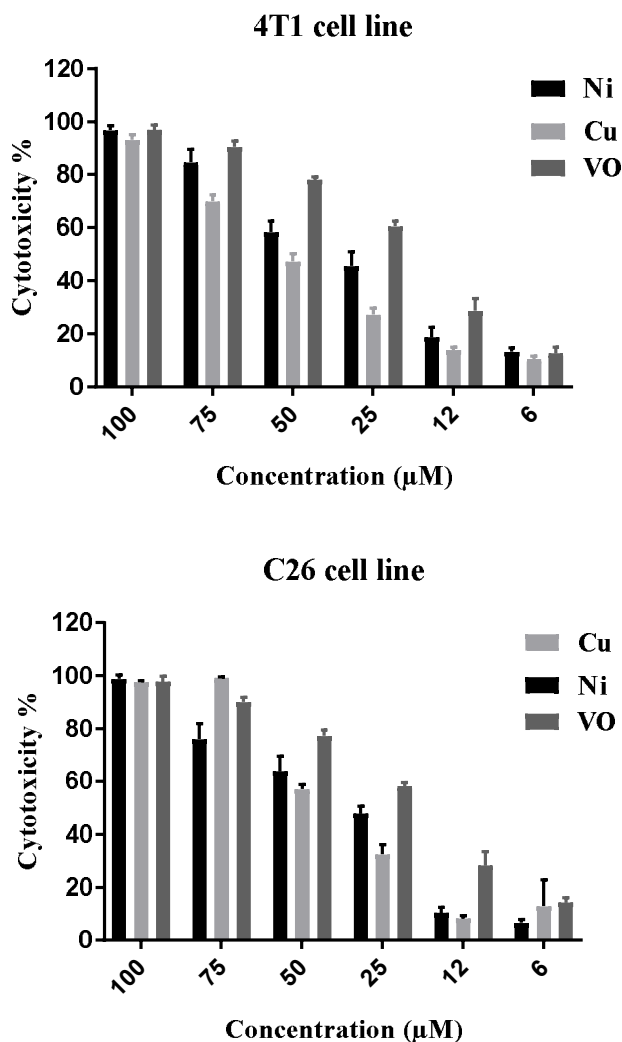 4T1 cell line
120
100
80
60
40
20
0
Cytotoxicity %
Ni
Cu
VO
100 75 50 25 12 6
Concentration (µM)
C26 cell line
120
100
80
60
40
20
0
Cytotoxicity %
Cu
Ni
VO
100 75 50 25 12 6
Concentration (µM)